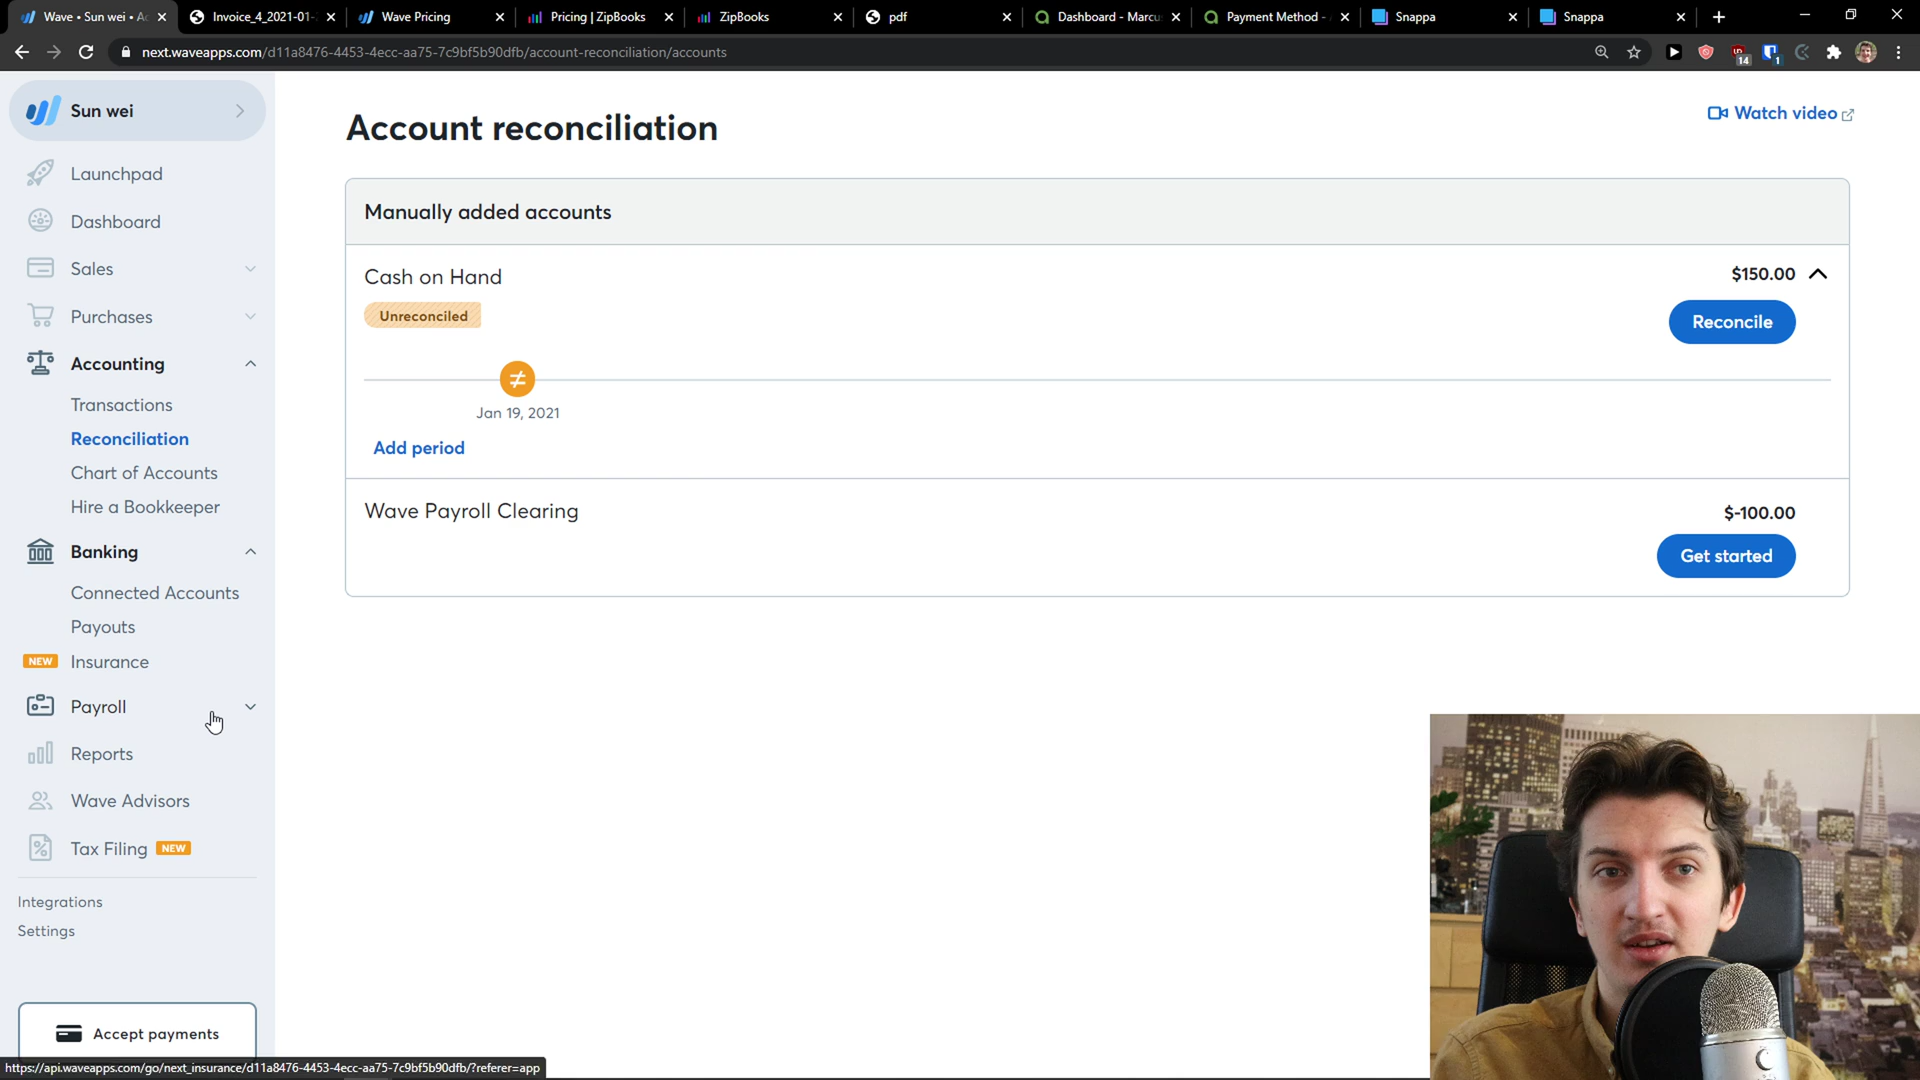 Wave • Sun wei • Ac
Invoice_4_2021-01-
Wave Pricing
Pricing | ZipBooks
ZipBooks
pdf
Dashboard - Marcu
Payment Method -
Snappa
Snappa
next.waveapps.com/d11a8476-4453-4ecc-aa75-7c9bf5b90dfb/account-reconciliation/accounts
14
1
Sun wei
Launchpad
Dashboard
Sales
Purchases
Accounting
Transactions
Reconciliation
Chart of Accounts
Hire a Bookkeeper
Banking
Connected Accounts
Payouts
NEW Insurance
Payroll
Reports
Wave Advisors
Tax Filing NEW
Integrations
Settings
Accept payments
https://api.waveapps.com/go/next_insurance/d11a8476-4453-4ecc-aa75-7c9bf5b90dfb/?referer=app
Account reconciliation
Watch video
Manually added accounts
Cash on Hand
$150.00
Unreconciled
Reconcile
≠
Jan 19, 2021
Add period
Wave Payroll Clearing
$-100.00
Get started